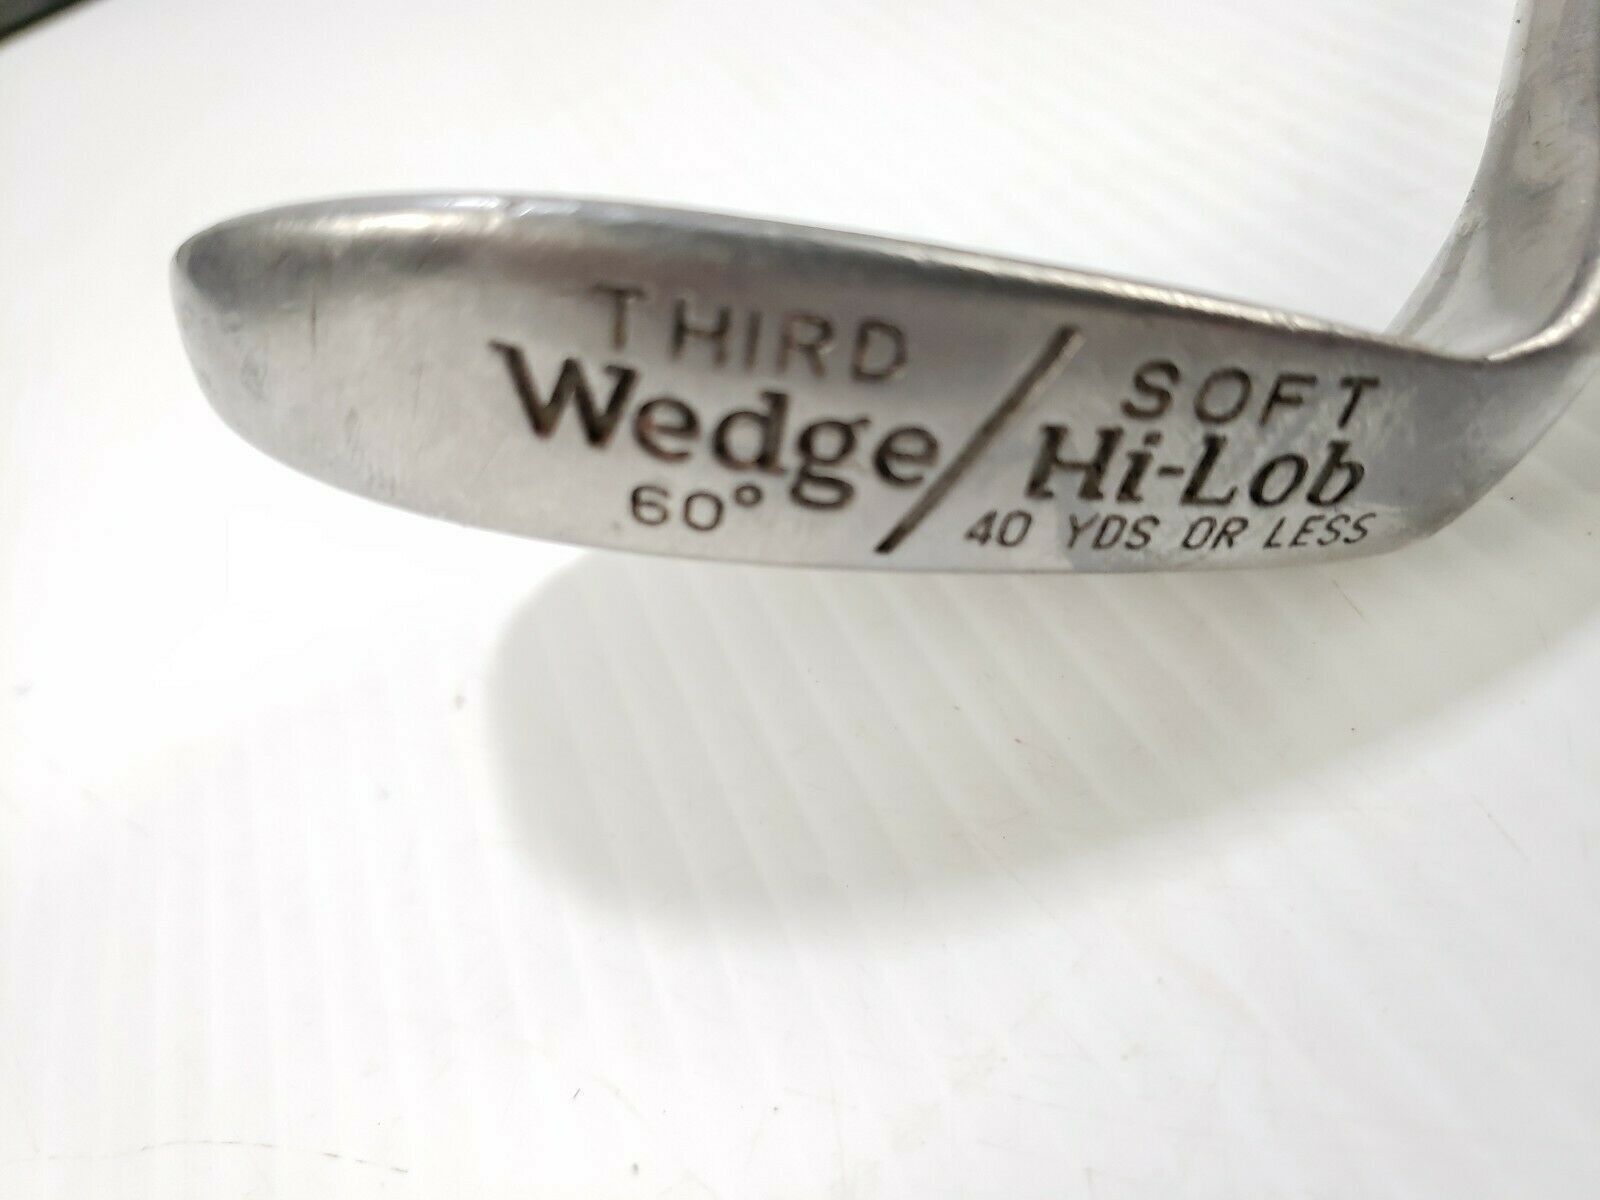 THIRD
Wedge
60°
/
SOFT
Hi-Lob
40 YDS OR LESS